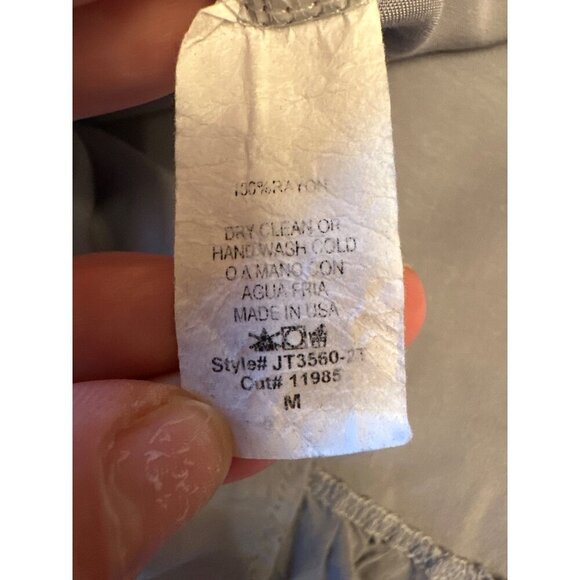 100% RAYON
DRY CLEAN OR
HAND WASH COLD
O A MANO CON
AGUA FRIA
MADE IN USA
Style# JT3560-
Cut# 11985
M